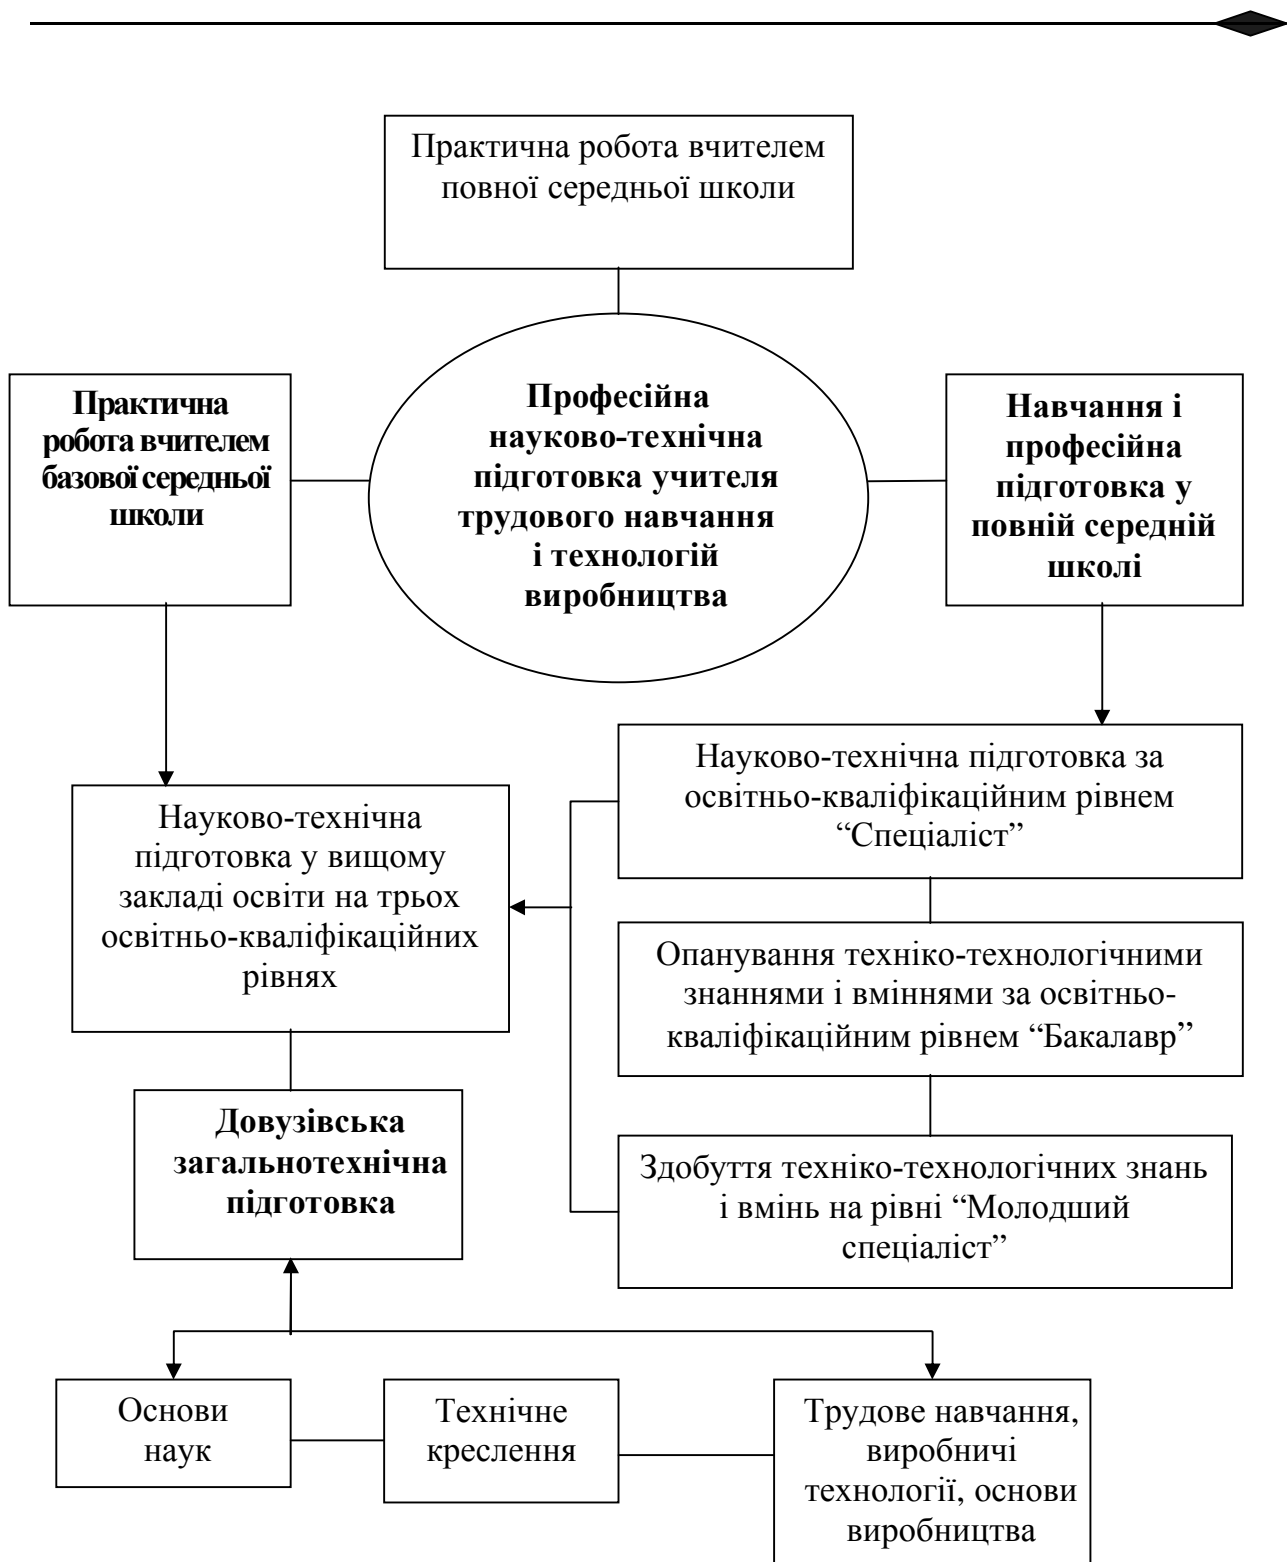 Практична робота вчителем
повної середньої школи
Практична
робота вчителем
базової середньої
школи
Професійна
науково-технічна
підготовка учителя
трудового навчання
і технологій
виробництва
Навчання і
професійна
підготовка у
повній середній
школі
Науково-технічна підготовка за
освітньо-кваліфікаційним рівнем
“Спеціаліст”
Науково-технічна
підготовка у вищому
закладі освіти на трьох
освітньо-кваліфікаційних
рівнях
Опанування техніко-технологічними
знаннями і вміннями за освітньо-
кваліфікаційним рівнем “Бакалавр”
Довузівська
загальнотехнічна
підготовка
Здобуття техніко-технологічних знань
і вмінь на рівні “Молодший
спеціаліст”
Основи
наук
Технічне
креслення
Трудове навчання,
виробничі
технології, основи
виробництва